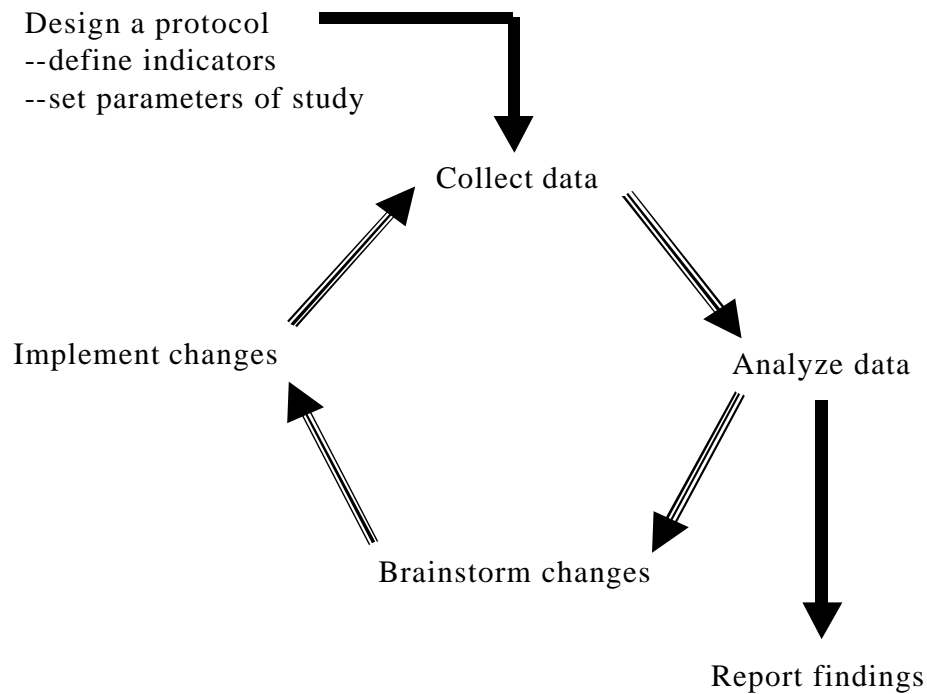 Design a protocol
--define indicators
--set parameters of study
Collect data
Analyze data
Brainstorm changes
Implement changes
Report findings